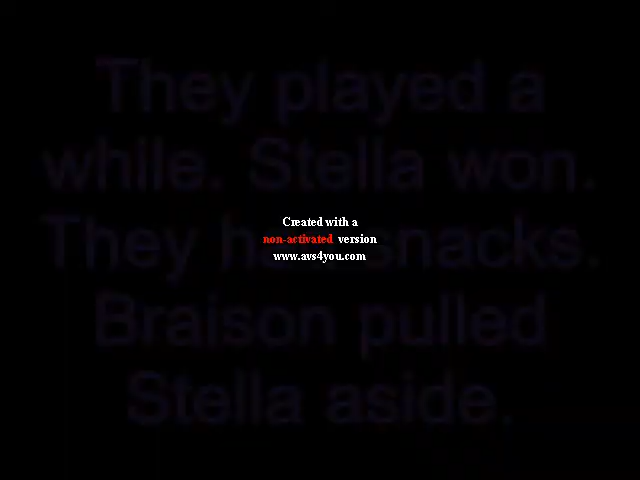 They played a
while. Stella won.
They had snacks.
Braison pulled
Stella aside.
Created with a
non-activated version
www.avs4you.com